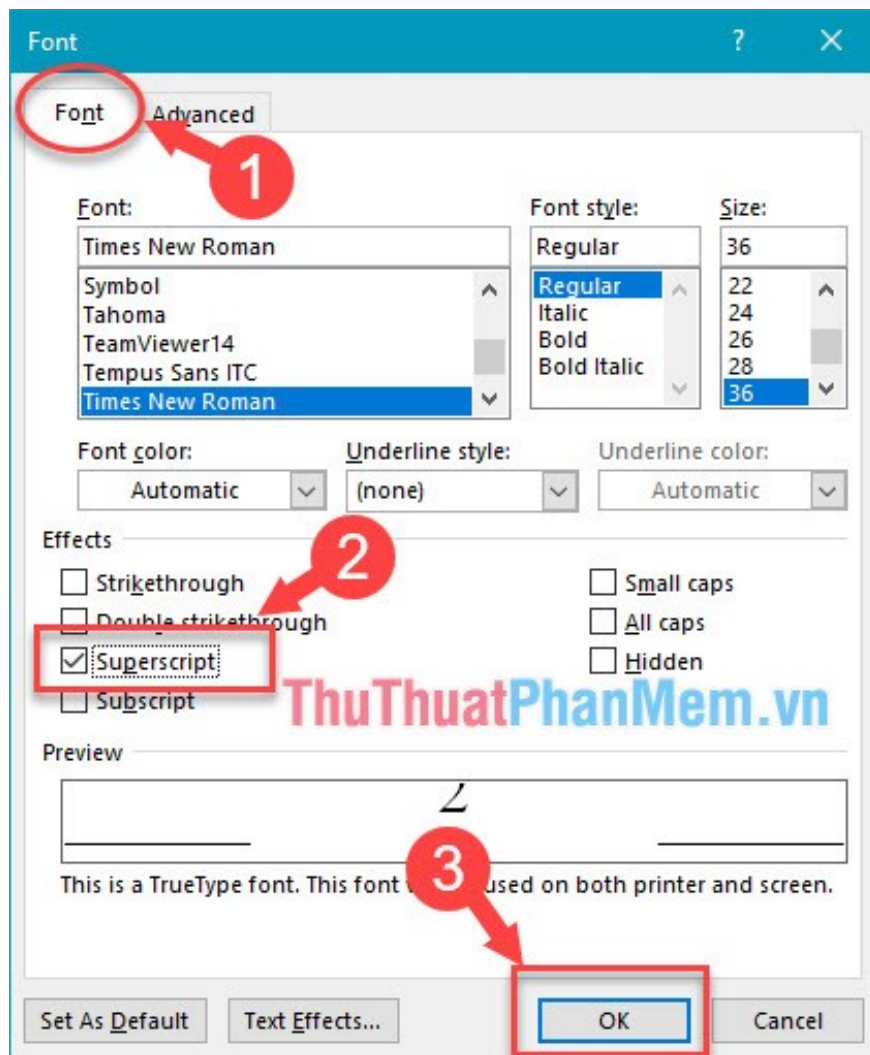 Font ?
Font Advanced
1
Font: Font style: Size:
Times New Roman Regular 36
Symbol Regular 22
Tahoma Italic 24
TeamViewer14 Bold 26
Tempus Sans ITC Bold Italic 28
Times New Roman 36
Font color: Underline style: Underline color:
Automatic (none) Automatic
Effects
2
Strikethrough Small caps
Double strikethrough All caps
Superscript Hidden
Subscript
ThuThuatPhanMem.vn
Preview
2
3
This is a TrueType font. This font used on both printer and screen.
Set As Default Text Effects... OK Cancel